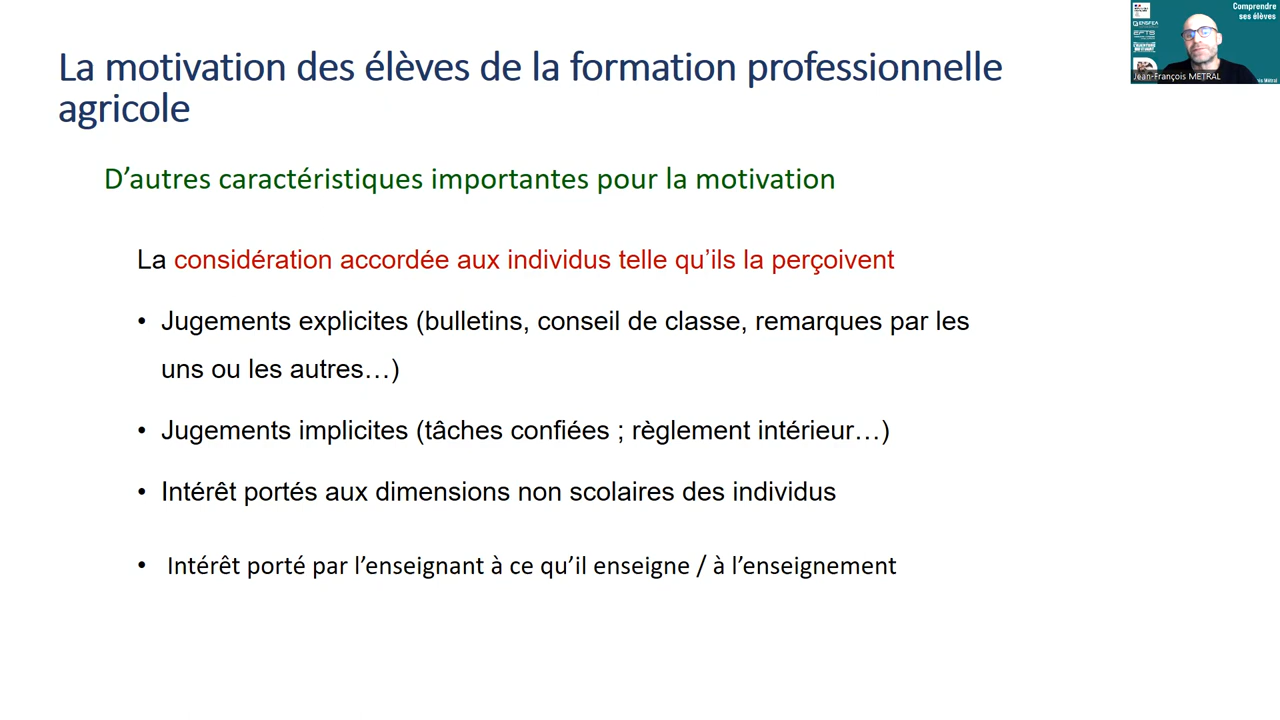 La motivation des élèves de la formation professionnelle
agricole
D’autres caractéristiques importantes pour la motivation
La considération accordée aux individus telle qu’ils la perçoivent
• Jugements explicites (bulletins, conseil de classe, remarques par les
uns ou les autres…)
• Jugements implicites (tâches confiées ; règlement intérieur…)
• Intérêt portés aux dimensions non scolaires des individus
• Intérêt porté par l’enseignant à ce qu’il enseigne / à l’enseignement
Comprendre
ses élèves
ENSFEA
EFTS
Jean-François METRAL